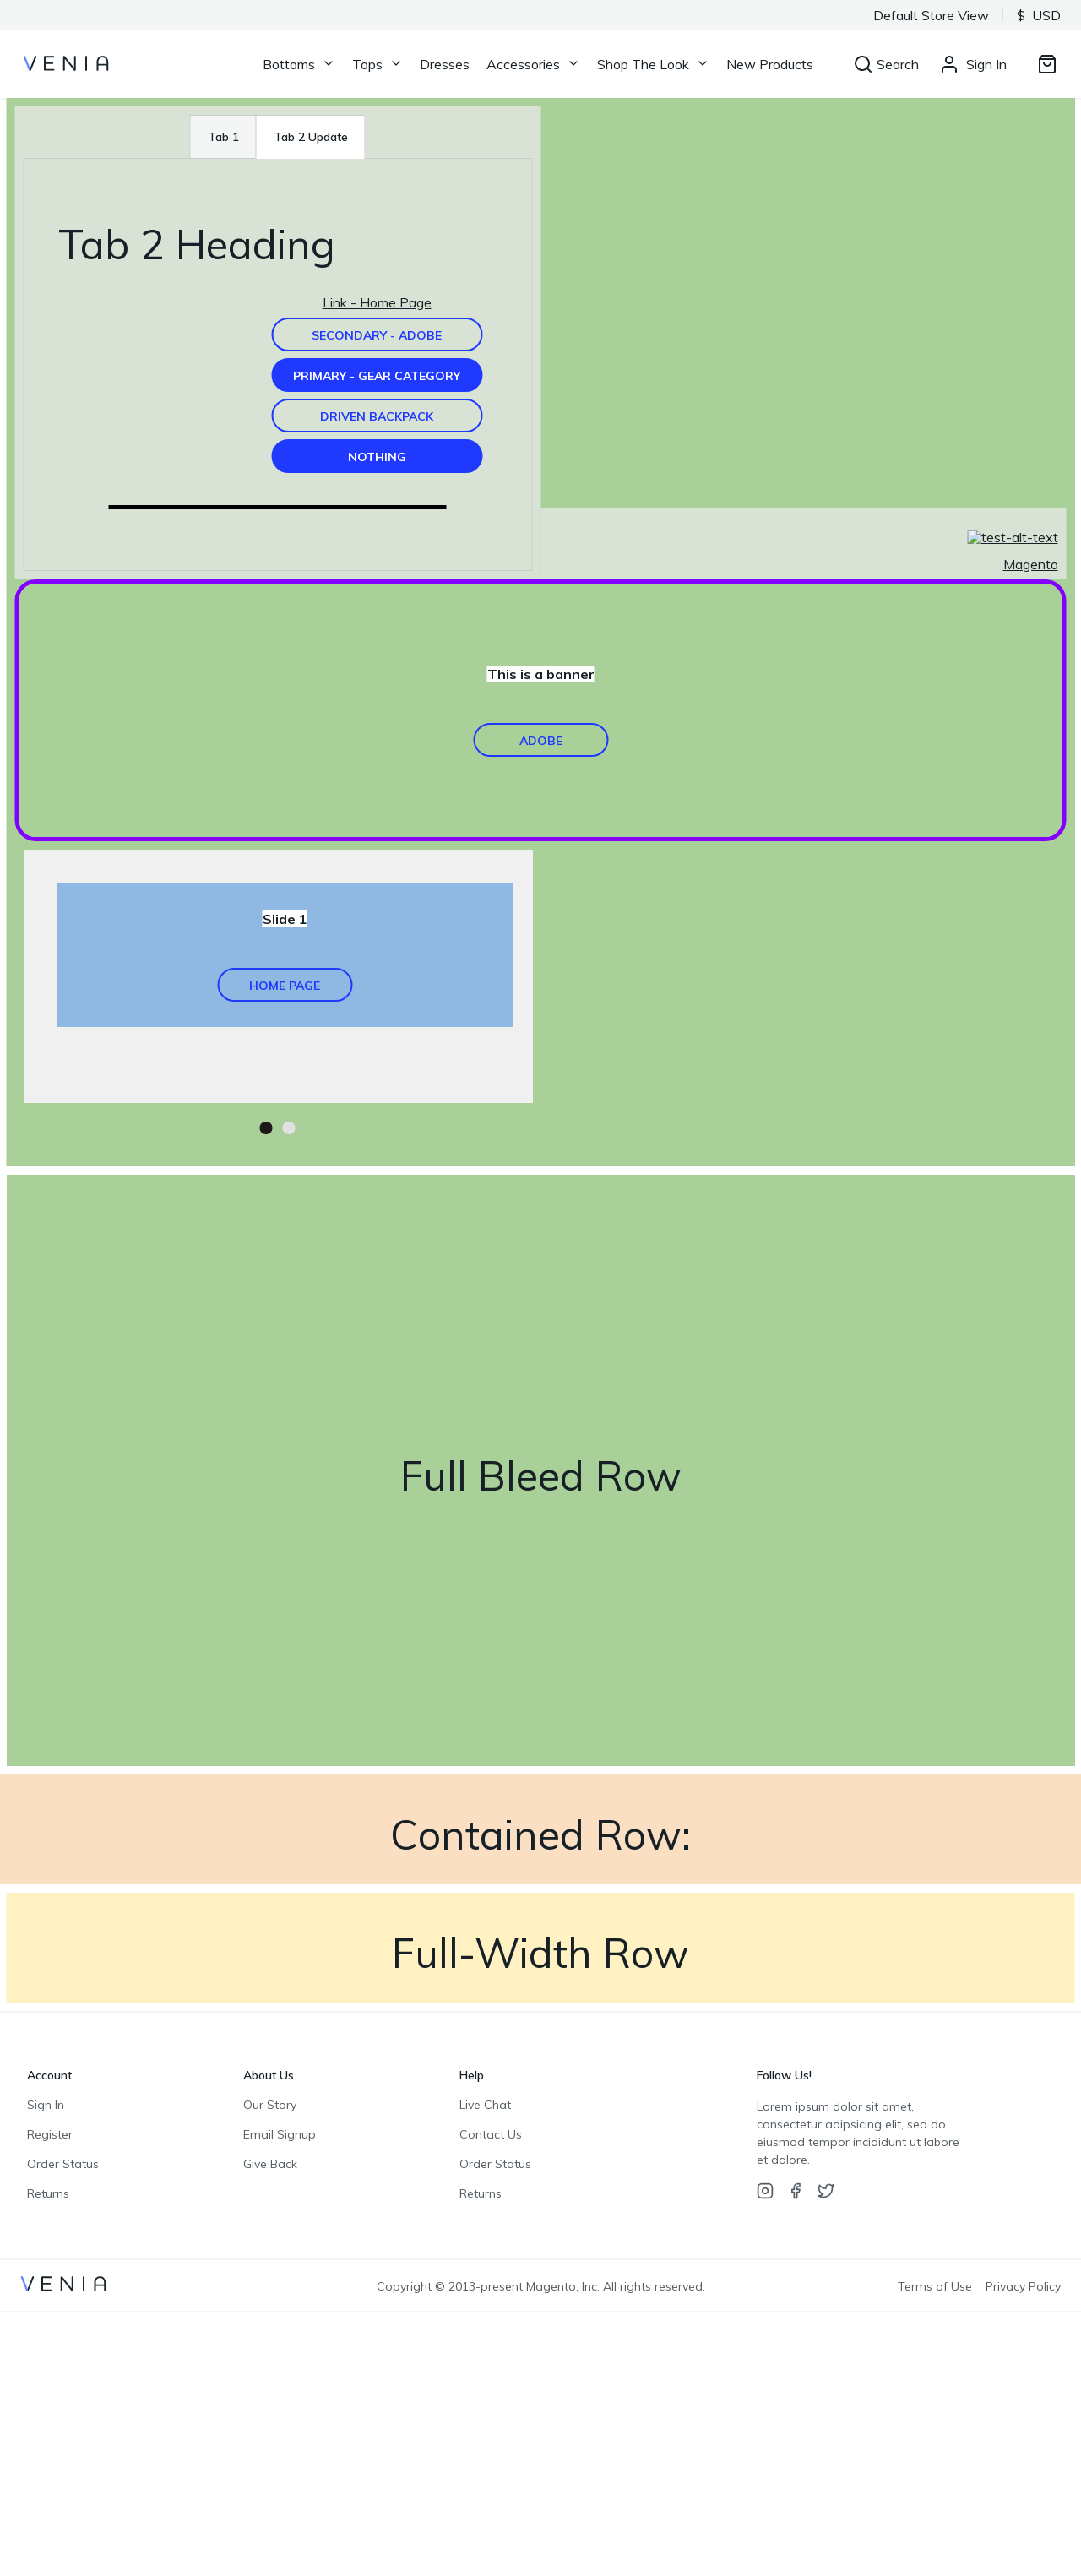 Default Store View $ USD
VENIA Bottoms Tops Dresses Accessories Shop The Look New Products Search Sign In
Tab 1 Tab 2 Update
Tab 2 Heading
Link - Home Page
SECONDARY - ADOBE
PRIMARY - GEAR CATEGORY
DRIVEN BACKPACK
NOTHING
test-alt-text
Magento
This is a banner
ADOBE
Slide 1
HOME PAGE
Full Bleed Row
Contained Row:
Full-Width Row
Account
Sign In
Register
Order Status
Returns
About Us
Our Story
Email Signup
Give Back
Help
Live Chat
Contact Us
Order Status
Returns
Follow Us!
Lorem ipsum dolor sit amet,
consectetur adipsicing elit, sed do
eiusmod tempor incididunt ut labore
et dolore.
VENIA Copyright © 2013-present Magento, Inc. All rights reserved. Terms of Use Privacy Policy